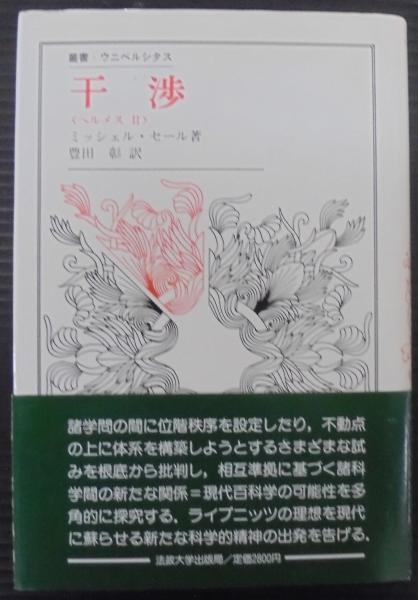 叢書・ウニベルシタス
干渉
〈ヘルメス II〉
ミッシェル・セール著
豊田 彰 訳
諸学問の間に位階秩序を設定したり，不動点
の上に体系を構築しようとするさまざまな試
みを根底から批判し，相互準拠に基づく諸科
学間の新たな関係＝現代百科学の可能性を多
角的に探究する．ライプニッツの理想を現代
に蘇らせる新たな科学的精神の出発を告げる．
法政大学出版局／定価2800円